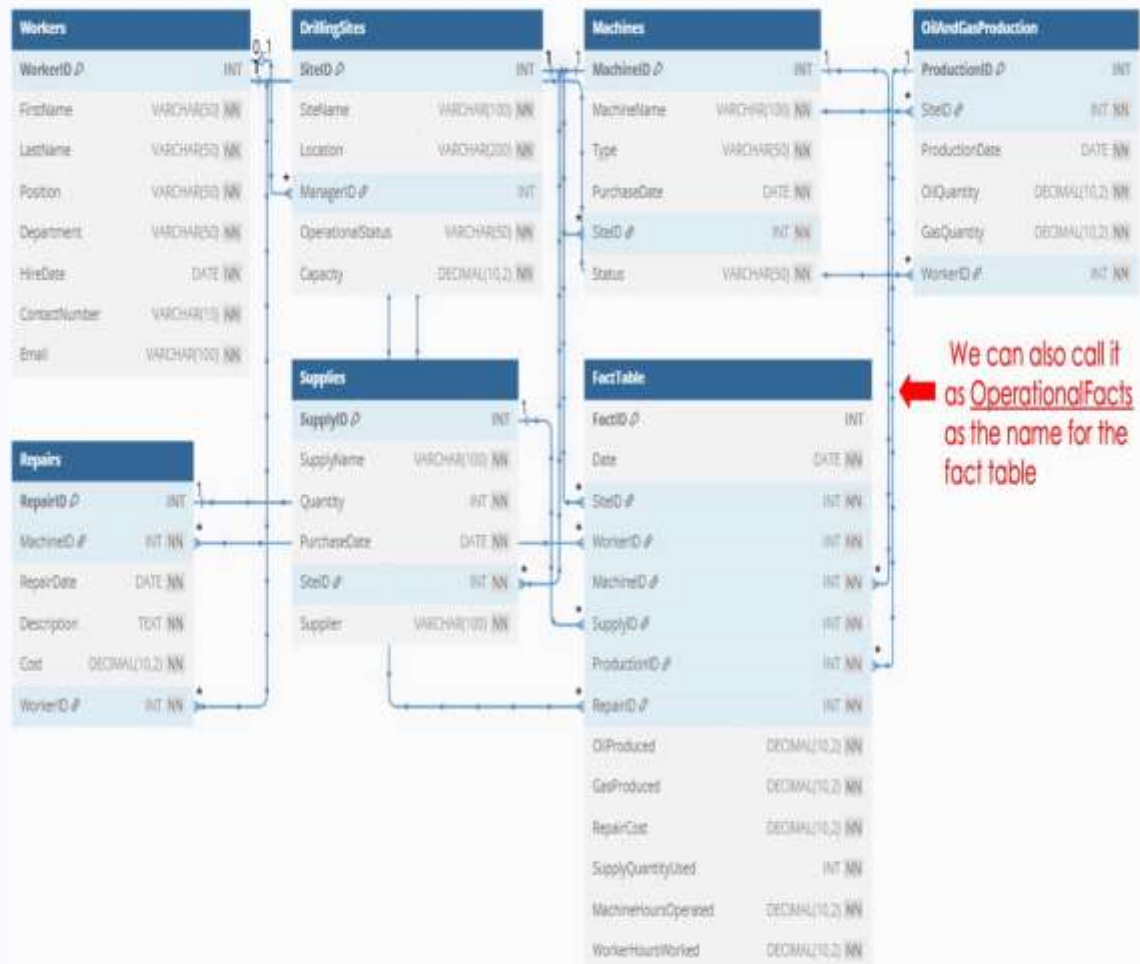 Workers
WorkerID INT
FirstName VARCHAR(50) NN
LastName VARCHAR(50) NN
Position VARCHAR(50) NN
Department VARCHAR(50) NN
HireDate DATE NN
ContactNumber VARCHAR(15) NN
Email VARCHAR(100) NN
0..1
1
DrillingSites
SiteID INT
SiteName VARCHAR(100) NN
Location VARCHAR(200) NN
* ManagerID INT
OperationalStatus VARCHAR(50) NN
Capacity DECIMAL(10,2) NN
1
1
Machines
MachineID INT
MachineName VARCHAR(100) NN
Type VARCHAR(50) NN
PurchaseDate DATE NN
* SiteID INT NN
Status VARCHAR(50) NN
1
1
OilAndGasProduction
ProductionID INT
* SiteID INT NN
ProductionDate DATE NN
OilQuantity DECIMAL(10,2) NN
GasQuantity DECIMAL(10,2) NN
* WorkerID INT NN
Repairs
RepairID INT 1
MachineID INT NN *
RepairDate DATE NN
Description TEXT NN
Cost DECIMAL(10,2) NN
WorkerID INT NN *
Supplies
SupplyID INT 1
SupplyName VARCHAR(100) NN
Quantity INT NN
PurchaseDate DATE NN
SiteID INT NN *
Supplier VARCHAR(100) NN
FactTable
FactID INT
Date DATE NN
* SiteID INT NN
* WorkerID INT NN
MachineID INT NN *
* SupplyID INT NN
ProductionID INT NN *
* RepairID INT NN
OilProduced DECIMAL(10,2) NN
GasProduced DECIMAL(10,2) NN
RepairCost DECIMAL(10,2) NN
SupplyQuantityUsed INT NN
MachineHoursOperated DECIMAL(10,2) NN
WorkerHoursWorked DECIMAL(10,2) NN
We can also call it
as OperationalFacts
as the name for the
fact table